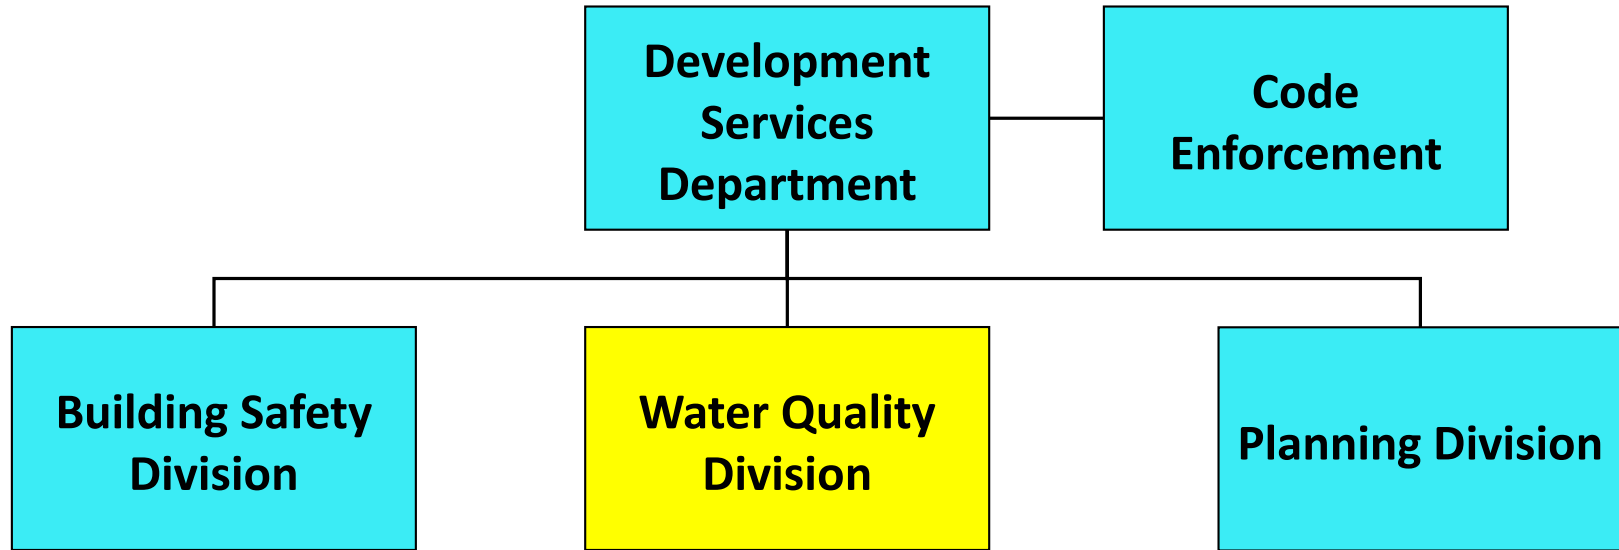 Development
Services
Department
Code
Enforcement
Building Safety
Division
Water Quality
Division
Planning Division